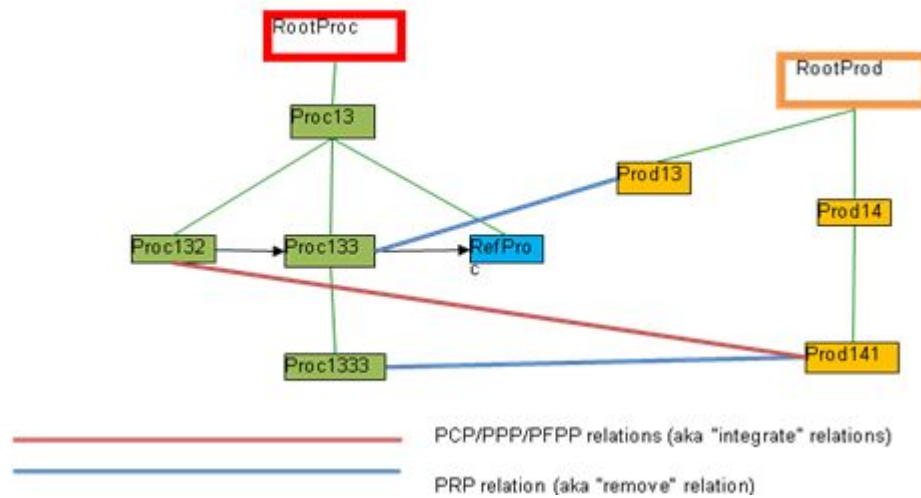 RootProc
RootProd
Proc13
Prod13
Prod14
Proc132
Proc133
RefPro
c
Proc1333
Prod141
PCP/PPP/PFPP relations (aka "integrate" relations)
PRP relation (aka "remove" relation)